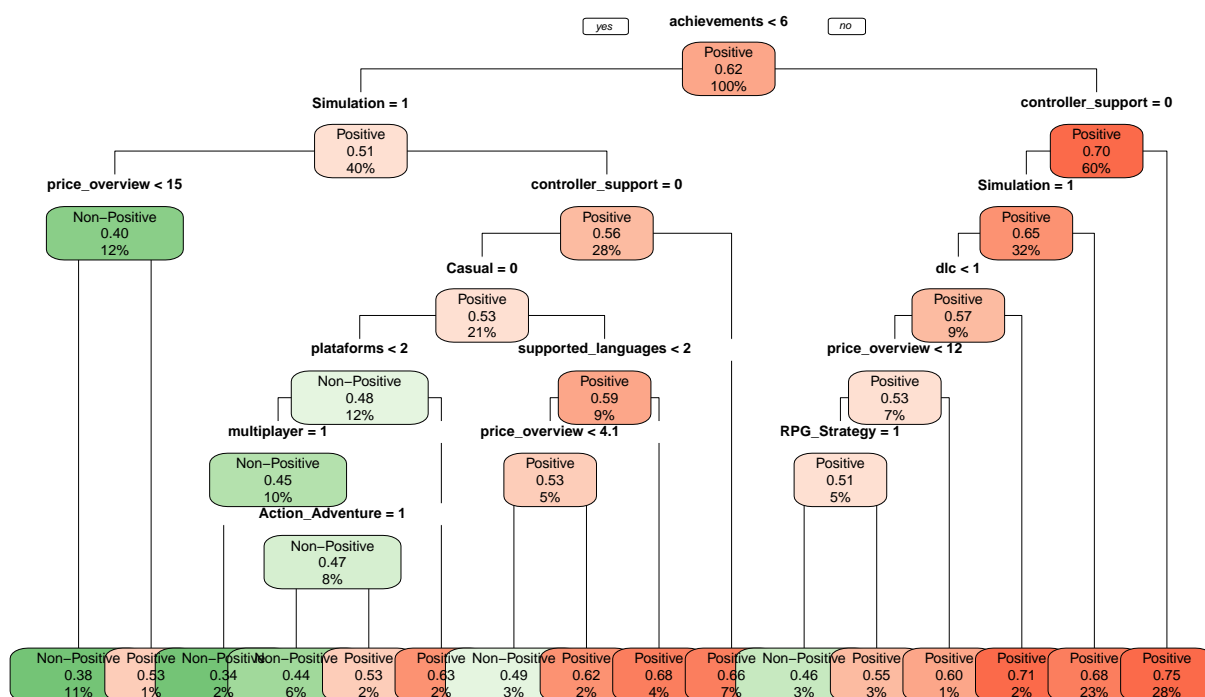 achievements < 6
yes
no
Positive
0.62
100%
Simulation = 1
controller_support = 0
Positive
0.51
40%
Positive
0.70
60%
price_overview < 15
controller_support = 0
Simulation = 1
Non−Positive
0.40
12%
Positive
0.56
28%
Positive
0.65
32%
Casual = 0
dlc < 1
Positive
0.53
21%
Positive
0.57
9%
plataforms < 2
supported_languages < 2
price_overview < 12
Non−Positive
0.48
12%
Positive
0.59
9%
Positive
0.53
7%
multiplayer = 1
price_overview < 4.1
RPG_Strategy = 1
Non−Positive
0.45
10%
Positive
0.53
5%
Positive
0.51
5%
Action_Adventure = 1
Non−Positive
0.47
8%
Non−Positive
0.38
11%
Positive
0.53
1%
Non−Positive
0.34
2%
Non−Positive
0.44
6%
Positive
0.53
2%
Positive
0.63
2%
Non−Positive
0.49
3%
Positive
0.62
2%
Positive
0.68
4%
Positive
0.66
7%
Non−Positive
0.46
3%
Positive
0.55
3%
Positive
0.60
1%
Positive
0.71
2%
Positive
0.68
23%
Positive
0.75
28%